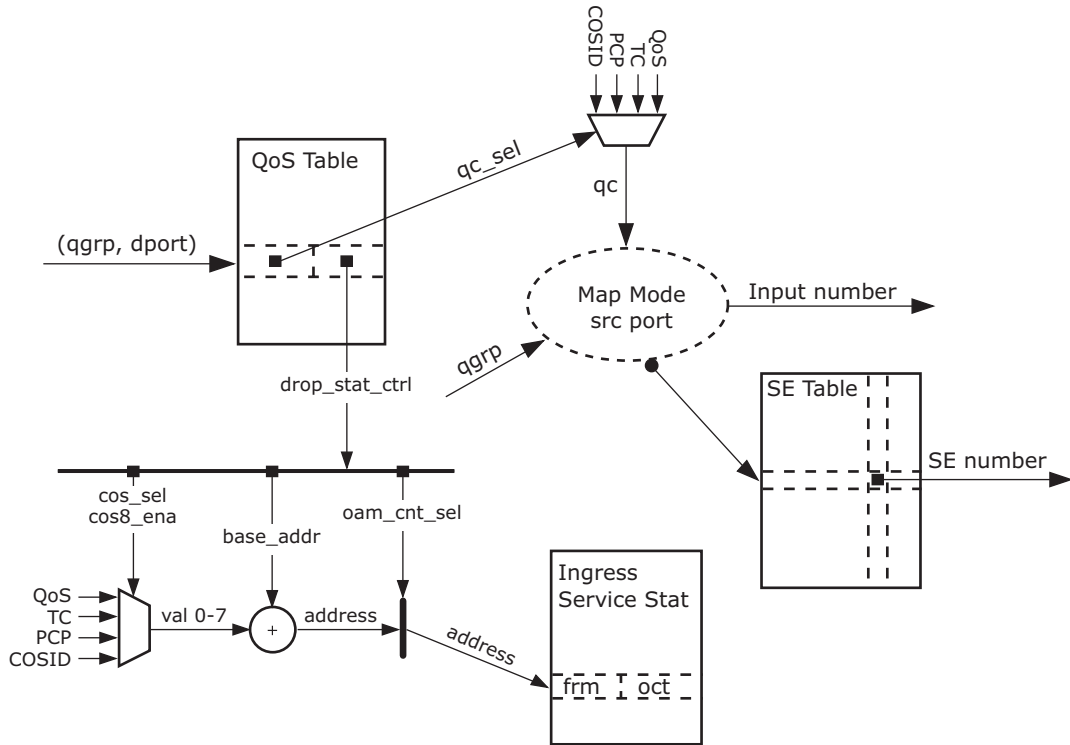 COSID
PCP
TC
QoS
QoS Table
qc_sel
qc
(qgrp, dport)
Map Mode
src port
Input number
qgrp
drop_stat_ctrl
SE Table
SE number
cos_sel
cos8_ena
base_addr
oam_cnt_sel
Ingress
Service Stat
QoS
TC
PCP
COSID
val 0-7
+
address
address
frm
oct